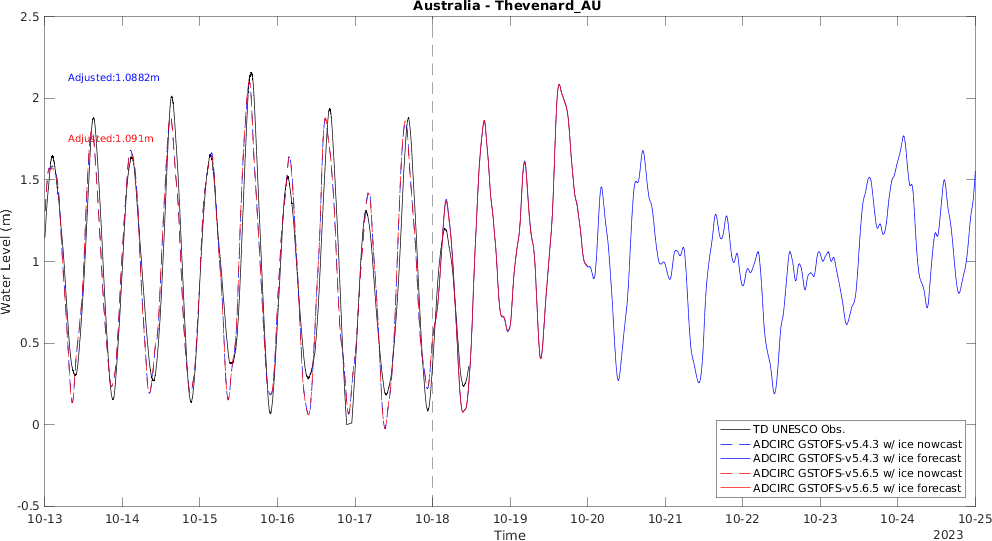 Australia - Thevenard_AU
2.5
2
1.5
1
0.5
0
-0.5
Water Level (m)
Adjusted:1.0882m
Adjusted:1.091m
TD UNESCO Obs.
ADCIRC GSTOFS-v5.4.3 w/ ice nowcast
ADCIRC GSTOFS-v5.4.3 w/ ice forecast
ADCIRC GSTOFS-v5.6.5 w/ ice nowcast
ADCIRC GSTOFS-v5.6.5 w/ ice forecast
10-13 10-14 10-15 10-16 10-17 10-18 10-19 10-20 10-21 10-22 10-23 10-24 10-25
Time
2023